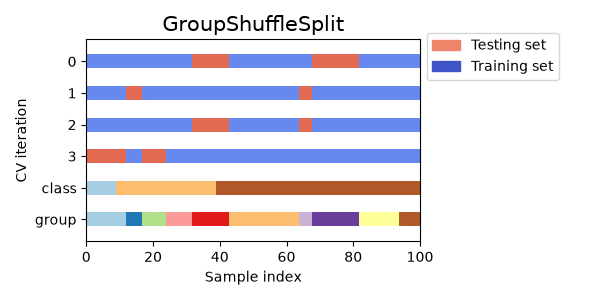 GroupShuffleSplit
Testing set
Training set
CV iteration
0
1
2
3
class
group
0 20 40 60 80 100
Sample index